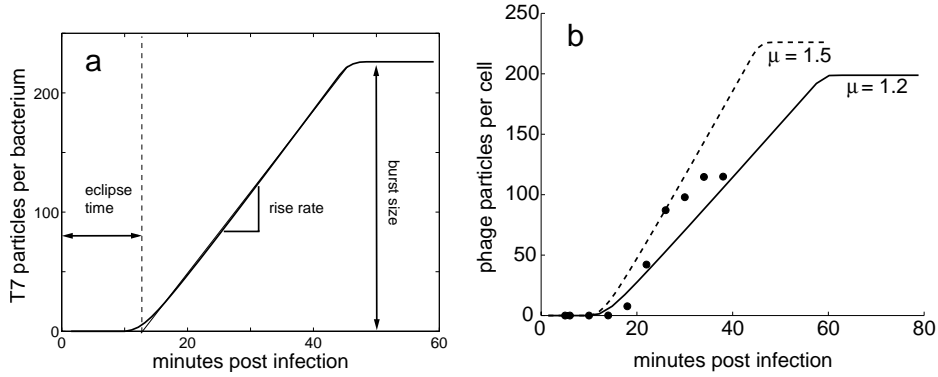 a
T7 particles per bacterium
200
100
0
eclipse
time
rise rate
burst size
0
20
40
60
minutes post infection
b
phage particles per cell
250
200
150
100
50
0
μ = 1.5
μ = 1.2
0
20
40
60
80
minutes post infection